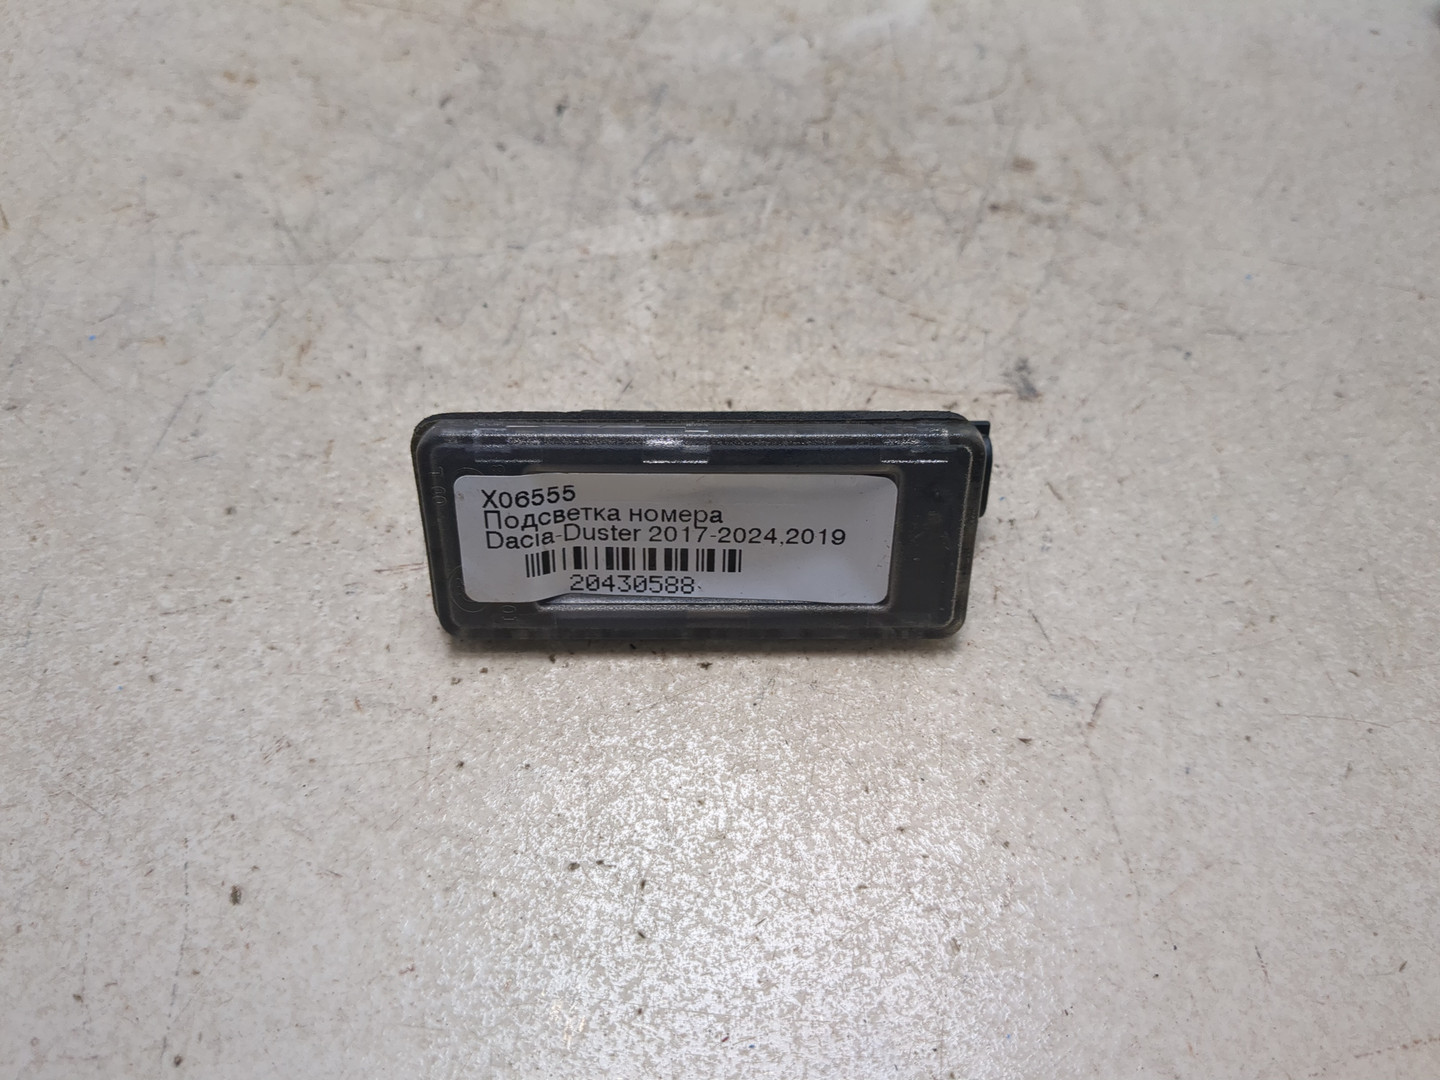 X06555
Подсветка номера
Dacia-Duster 2017-2024,2019
20430588